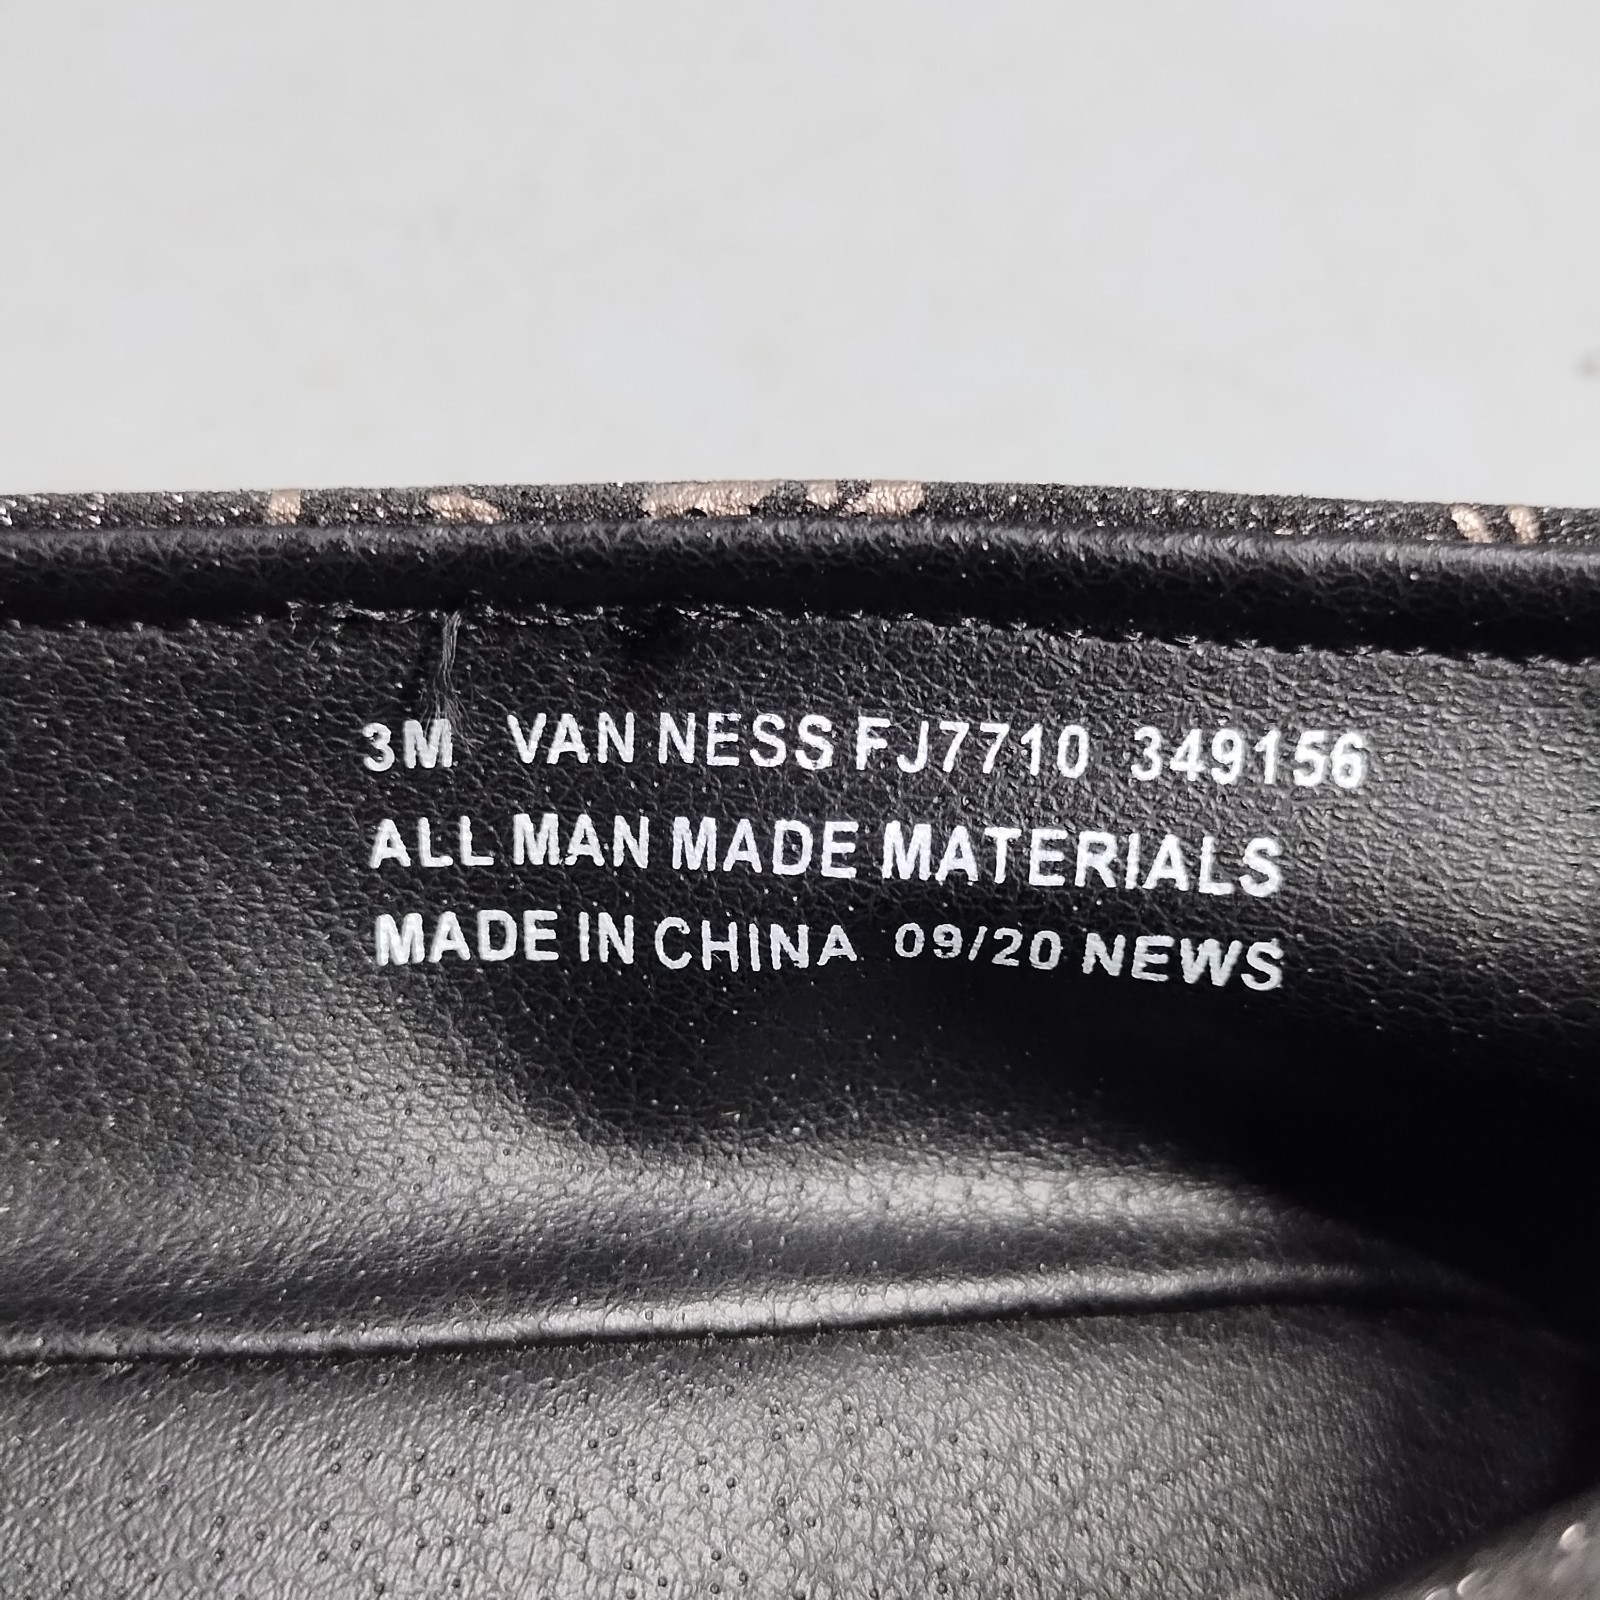 3M VAN NESS FJ7710 349156
ALL MAN MADE MATERIALS
MADE IN CHINA 09/20 NEWS